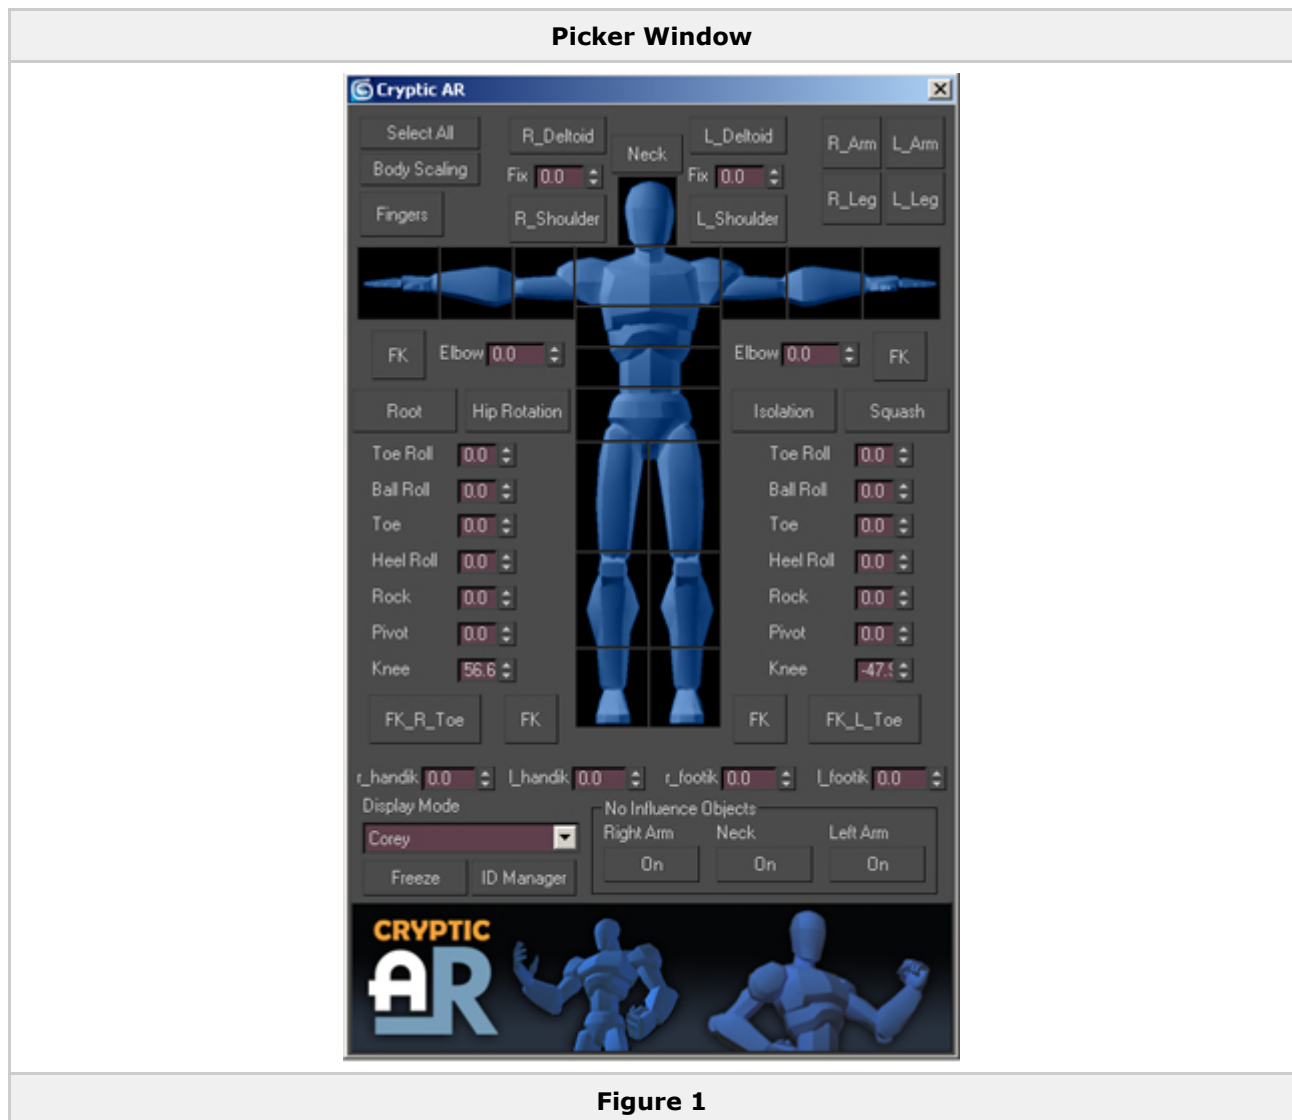 Picker Window
Cryptic AR
Select All R_Deltoid Neck L_Deltoid R_Arm L_Arm
Body Scaling Fix 0.0 Fix 0.0
Fingers R_Shoulder L_Shoulder R_Leg L_Leg
FK Elbow 0.0 Elbow 0.0 FK
Root Hip Rotation Isolation Squash
Toe Roll 0.0 Toe Roll 0.0
Ball Roll 0.0 Ball Roll 0.0
Toe 0.0 Toe 0.0
Heel Roll 0.0 Heel Roll 0.0
Rock 0.0 Rock 0.0
Pivot 0.0 Pivot 0.0
Knee 56.6 Knee
FK_R_Toe FK FK FK_L_Toe
r_handik 0.0 l_handik 0.0 r_footik 0.0 l_footik 0.0
Display Mode No Influence Objects
Corey Right Arm Neck Left Arm
On On On
Freeze ID Manager
CRYPTIC
AR
Figure 1